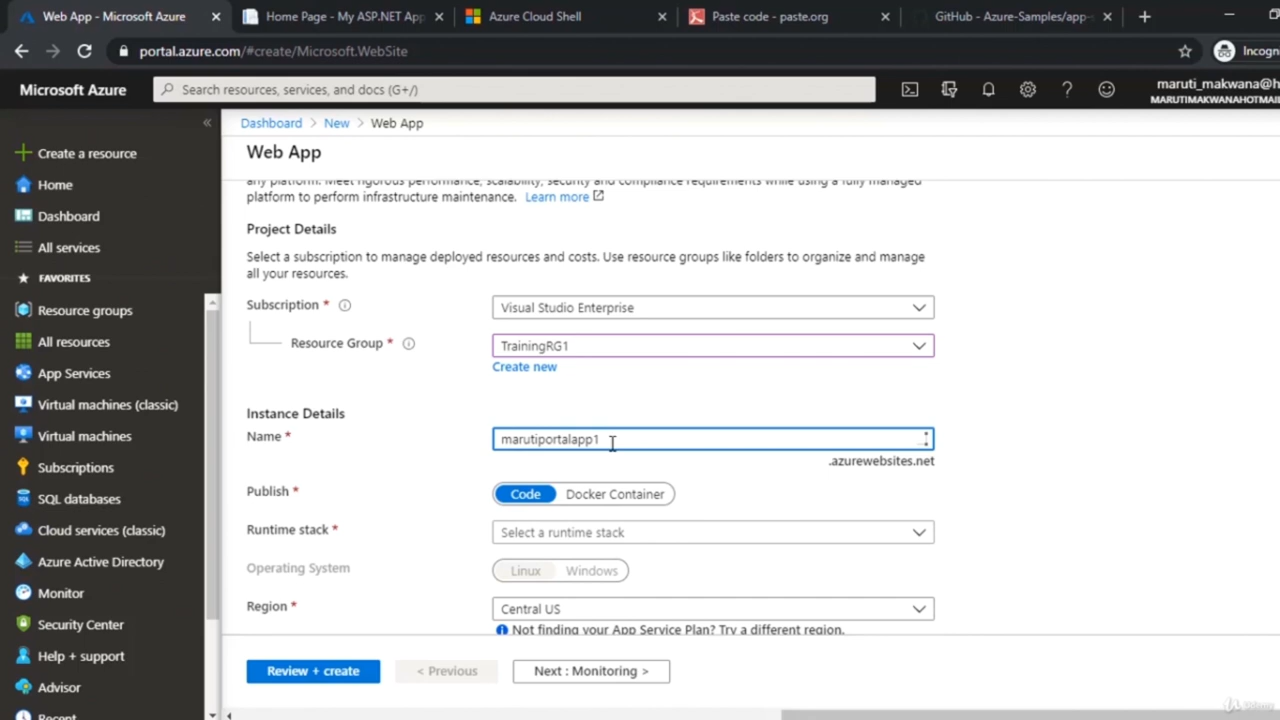 Web App - Microsoft Azure
Home Page - My ASP.NET App
Azure Cloud Shell
Paste code - paste.org
GitHub - Azure-Samples/app-
portal.azure.com/#create/Microsoft.WebSite
Incogn
Microsoft Azure
Search resources, services, and docs (G+/)
maruti_makwana@h
MARUTIMAKWANAHOTMAIL
Dashboard > New > Web App
Web App
Create a resource
Home
Dashboard
All services
FAVORITES
Resource groups
All resources
App Services
Virtual machines (classic)
Virtual machines
Subscriptions
SQL databases
Cloud services (classic)
Azure Active Directory
Monitor
Security Center
Help + support
Advisor
Recent
any platform. Meet rigorous performance, scalability, security and compliance requirements while using a fully managed
platform to perform infrastructure maintenance. Learn more
Project Details
Select a subscription to manage deployed resources and costs. Use resource groups like folders to organize and manage
all your resources.
Subscription *
Visual Studio Enterprise
Resource Group *
TrainingRG1
Create new
Instance Details
Name *
marutiportalapp1
.azurewebsites.net
Publish *
Code
Docker Container
Runtime stack *
Select a runtime stack
Operating System
Linux
Windows
Region *
Central US
Not finding your App Service Plan? Try a different region.
Review + create
< Previous
Next : Monitoring >